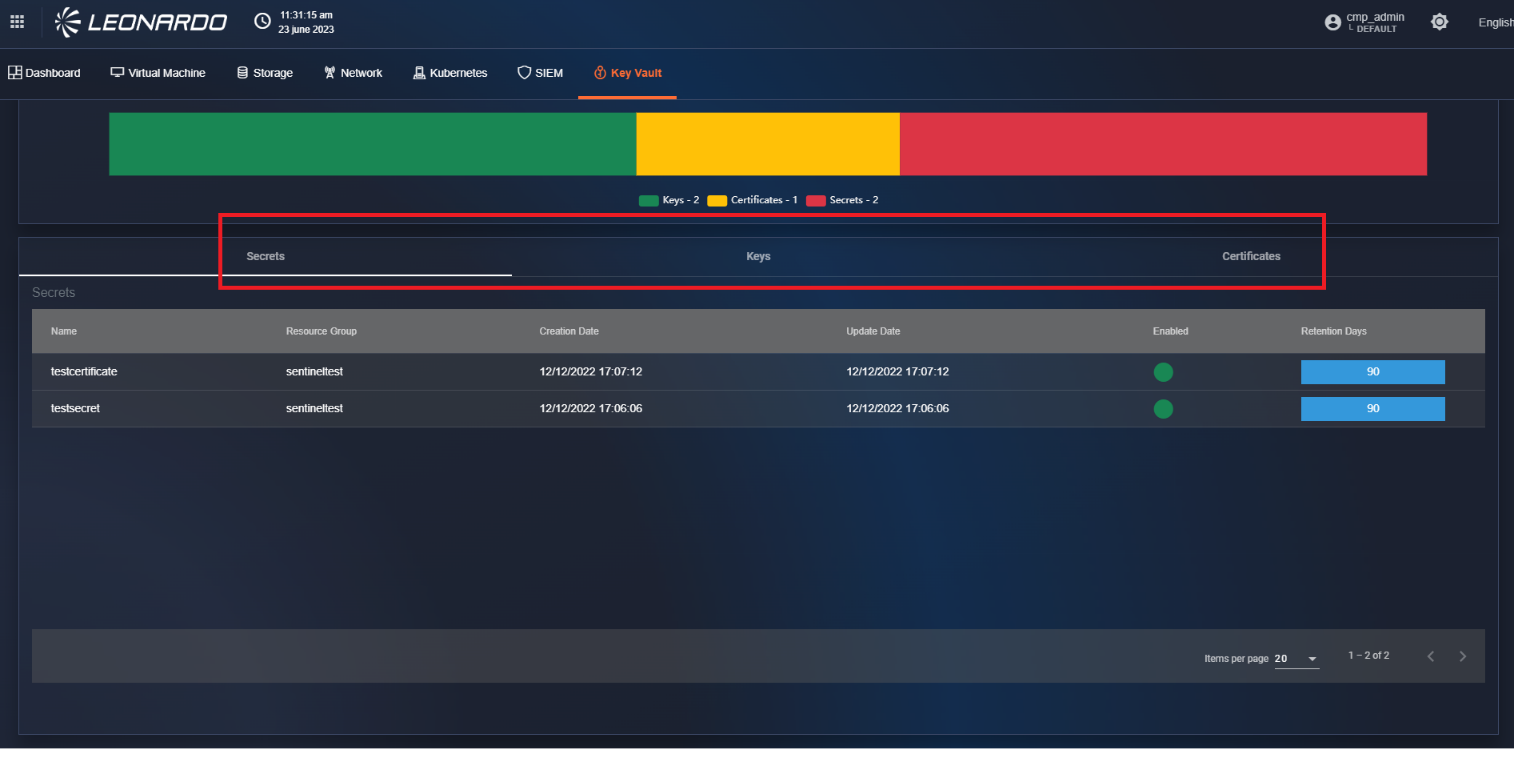 LEONARDO
11:31:15 am
23 june 2023
cmp_admin
DEFAULT
English
Dashboard Virtual Machine Storage Network Kubernetes SIEM Key Vault
Keys - 2 Certificates - 1 Secrets - 2
Secrets Keys Certificates
Secrets
Name Resource Group Creation Date Update Date Enabled Retention Days
testcertificate sentineltest 12/12/2022 17:07:12 12/12/2022 17:07:12 90
testsecret sentineltest 12/12/2022 17:06:06 12/12/2022 17:06:06 90
Items per page 20 1 – 2 of 2